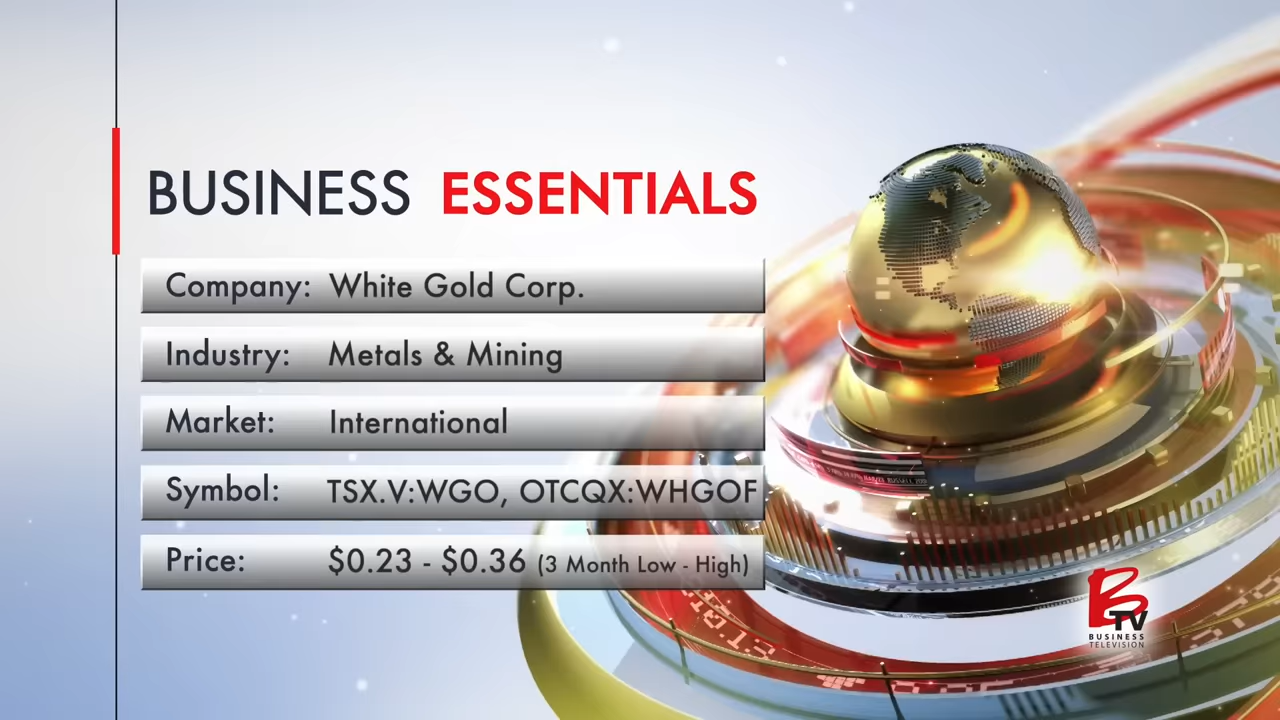 BUSINESS ESSENTIALS
Company: White Gold Corp.
Industry: Metals & Mining
Market: International
Symbol: TSX.V:WGO, OTCQX:WHGOF
Price: $0.23 - $0.36 (3 Month Low - High)
BTV
BUSINESS
TELEVISION